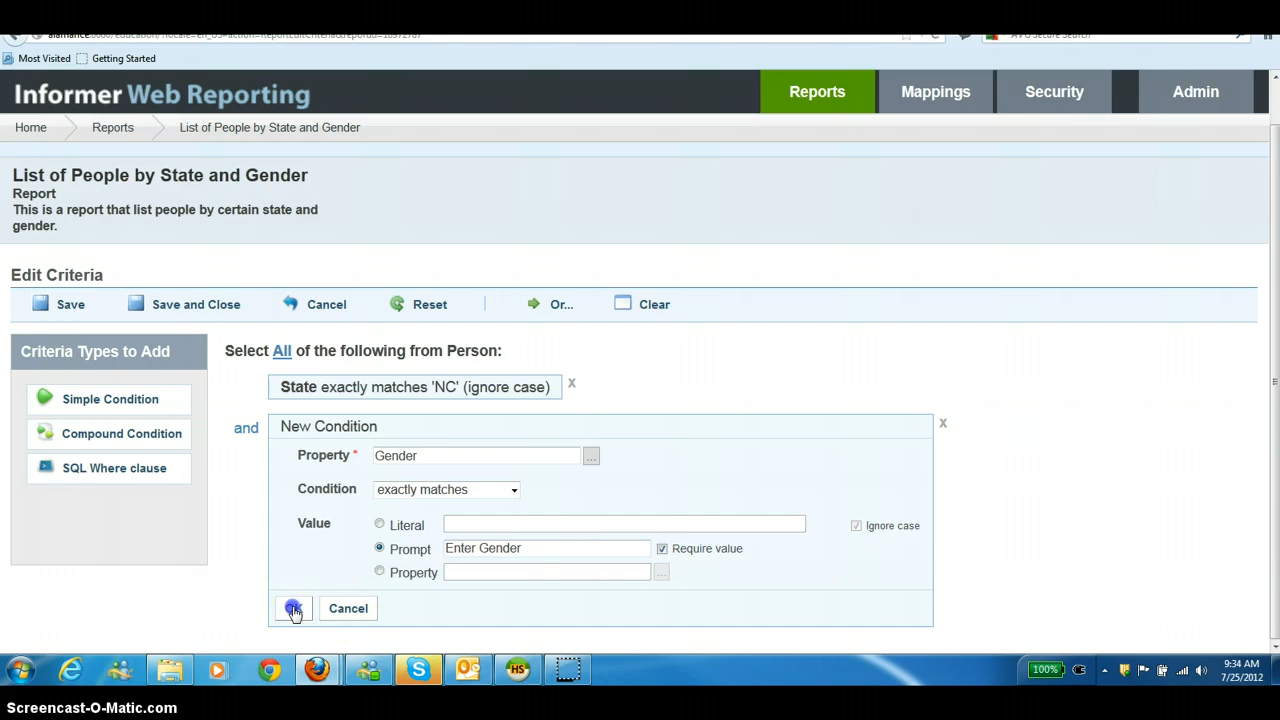 Most Visited Getting Started
Informer Web Reporting
Reports Mappings Security Admin
Home Reports List of People by State and Gender
List of People by State and Gender
Report
This is a report that list people by certain state and
gender.
Edit Criteria
Save Save and Close Cancel Reset Or... Clear
Criteria Types to Add
Simple Condition
Compound Condition
SQL Where clause
Select All of the following from Person:
State exactly matches 'NC' (ignore case) X
and New Condition X
Property * Gender ...
Condition exactly matches
Value Literal Ignore case
Prompt Enter Gender Require value
Property ...
Cancel
100% 9:34 AM
7/25/2012
HS
Screencast-O-Matic.com